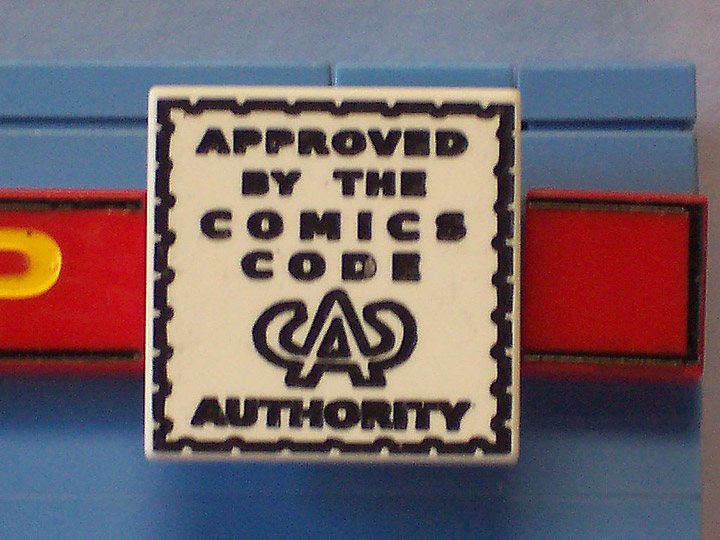 APPROVED
BY THE
COMICS
CODE
CA
AUTHORITY